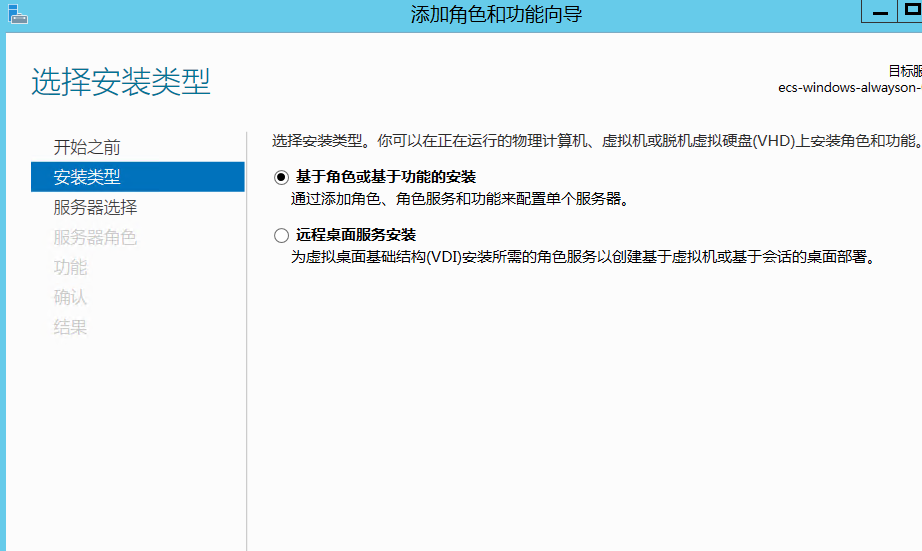 添加角色和功能向导
选择安装类型
目标服
ecs-windows-alwayson-
开始之前
安装类型
服务器选择
服务器角色
功能
确认
结果
选择安装类型。你可以在正在运行的物理计算机、虚拟机或脱机虚拟硬盘(VHD)上安装角色和功能。
基于角色或基于功能的安装
通过添加角色、角色服务和功能来配置单个服务器。
远程桌面服务安装
为虚拟桌面基础结构(VDI)安装所需的角色服务以创建基于虚拟机或基于会话的桌面部署。